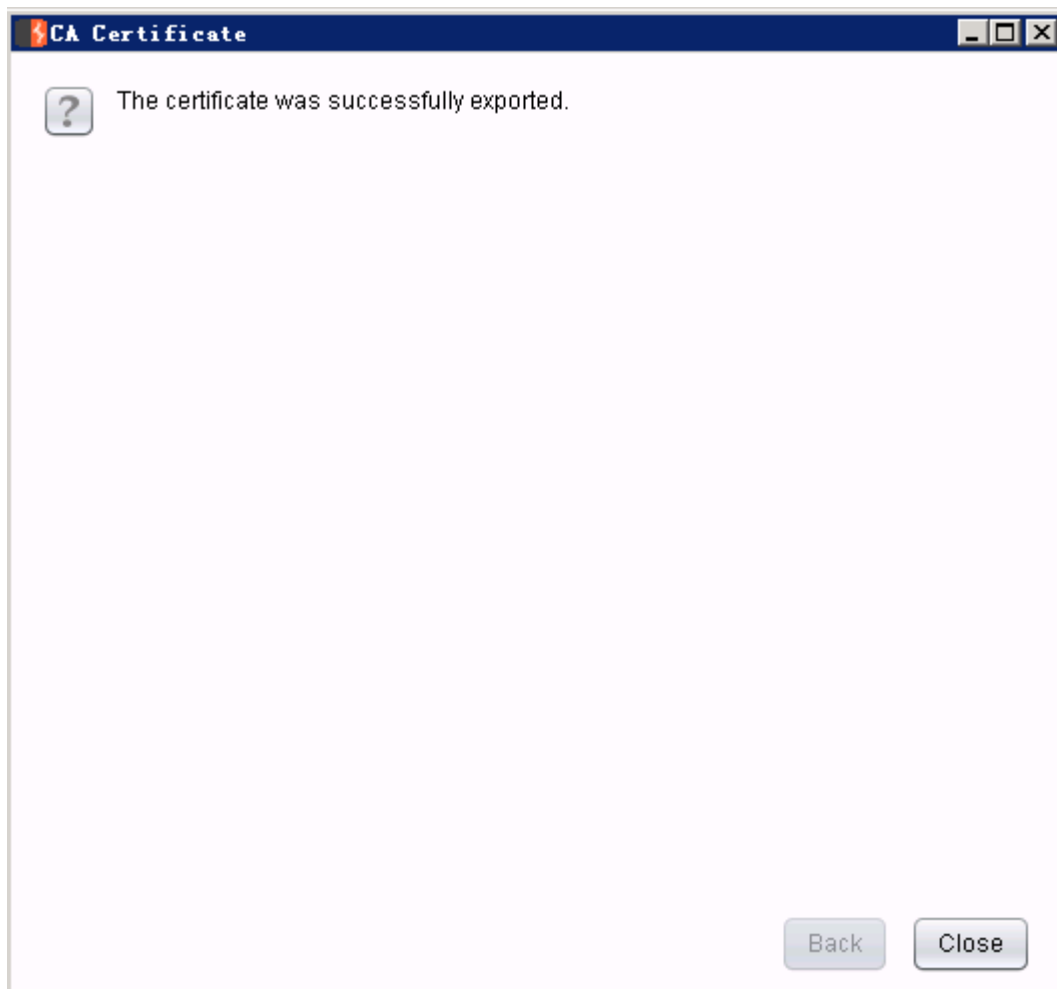 CA Certificate
The certificate was successfully exported.
Back
Close